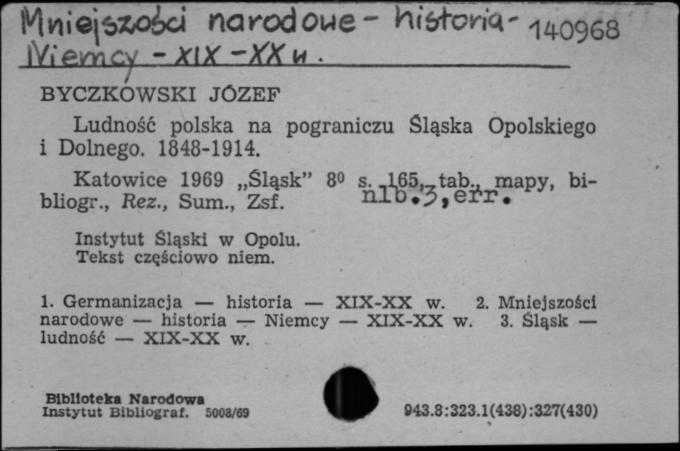 Mniejszości narodowe - historia - 140968
Niemcy - XIX - XX w.
BYCZKOWSKI JÓZEF
Ludność polska na pograniczu Śląska Opolskiego
i Dolnego. 1848-1914.
Katowice 1969 „Śląsk” 8⁰ s. 165, tab., mapy, bi-
nlb.3, err.
bliogr., Rez., Sum., Zsf.
Instytut Śląski w Opolu.
Tekst częściowo niem.
1. Germanizacja — historia — XIX-XX w. 2. Mniejszości
narodowe — historia — Niemcy — XIX-XX w. 3. Śląsk —
ludność — XIX-XX w.
Biblioteka Narodowa
Instytut Bibliograf. 5008/69 943.8:323.1(438):327(430)